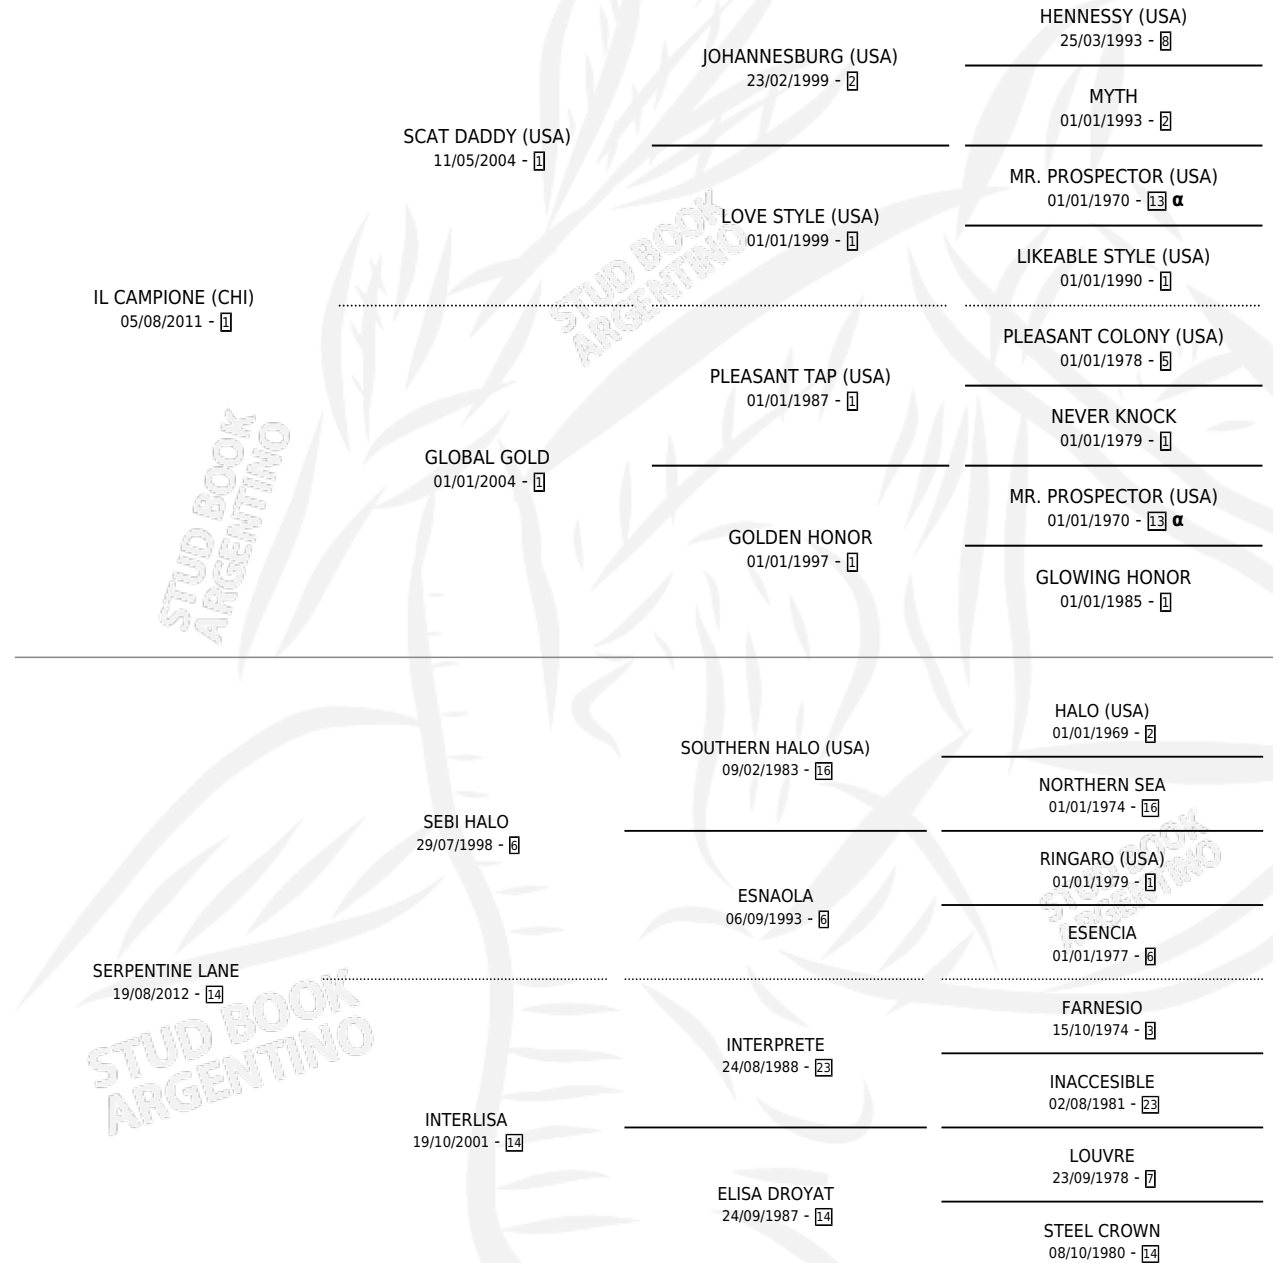 HENNESSY (USA)
25/03/1993 - 8
JOHANNESBURG (USA)
23/02/1999 - 2
MYTH
01/01/1993 - 2
SCAT DADDY (USA)
11/05/2004 - 1
MR. PROSPECTOR (USA)
01/01/1970 - 13 α
LOVE STYLE (USA)
01/01/1999 - 1
LIKEABLE STYLE (USA)
01/01/1990 - 1
IL CAMPIONE (CHI)
05/08/2011 - 1
PLEASANT COLONY (USA)
01/01/1978 - 5
PLEASANT TAP (USA)
01/01/1987 - 1
NEVER KNOCK
01/01/1979 - 1
GLOBAL GOLD
01/01/2004 - 1
MR. PROSPECTOR (USA)
01/01/1970 - 13 α
GOLDEN HONOR
01/01/1997 - 1
GLOWING HONOR
01/01/1985 - 1
HALO (USA)
01/01/1969 - 2
SOUTHERN HALO (USA)
09/02/1983 - 16
NORTHERN SEA
01/01/1974 - 16
SEBI HALO
29/07/1998 - 6
RINGARO (USA)
01/01/1979 - 1
ESNAOLA
06/09/1993 - 6
ESENCIA
01/01/1977 - 6
SERPENTINE LANE
19/08/2012 - 14
FARNESIO
15/10/1974 - 3
INTERPRETE
24/08/1988 - 23
INACCESIBLE
02/08/1981 - 23
INTERLISA
19/10/2001 - 14
LOUVRE
23/09/1978 - 7
ELISA DROYAT
24/09/1987 - 14
STEEL CROWN
08/10/1980 - 14
STUD BOOK
ARGENTINO
STUD BOOK
ARGENTINO
STUD BOOK
ARGENTINO
STUD BOOK
ARGENTINO